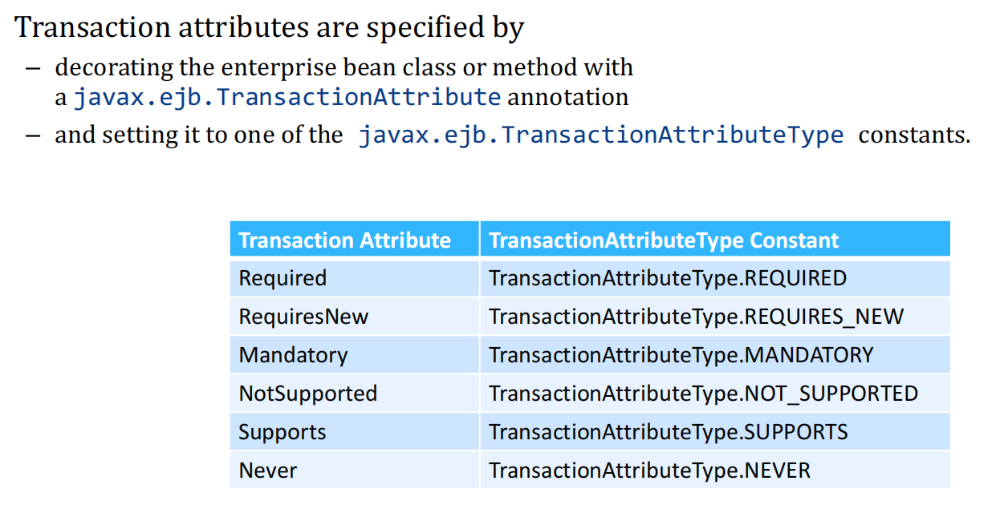 Transaction attributes are specified by
– decorating the enterprise bean class or method with
a javax.ejb.TransactionAttribute annotation
– and setting it to one of the javax.ejb.TransactionAttributeType constants.
Transaction Attribute TransactionAttributeType Constant
Required TransactionAttributeType.REQUIRED
RequiresNew TransactionAttributeType.REQUIRES_NEW
Mandatory TransactionAttributeType.MANDATORY
NotSupported TransactionAttributeType.NOT_SUPPORTED
Supports TransactionAttributeType.SUPPORTS
Never TransactionAttributeType.NEVER